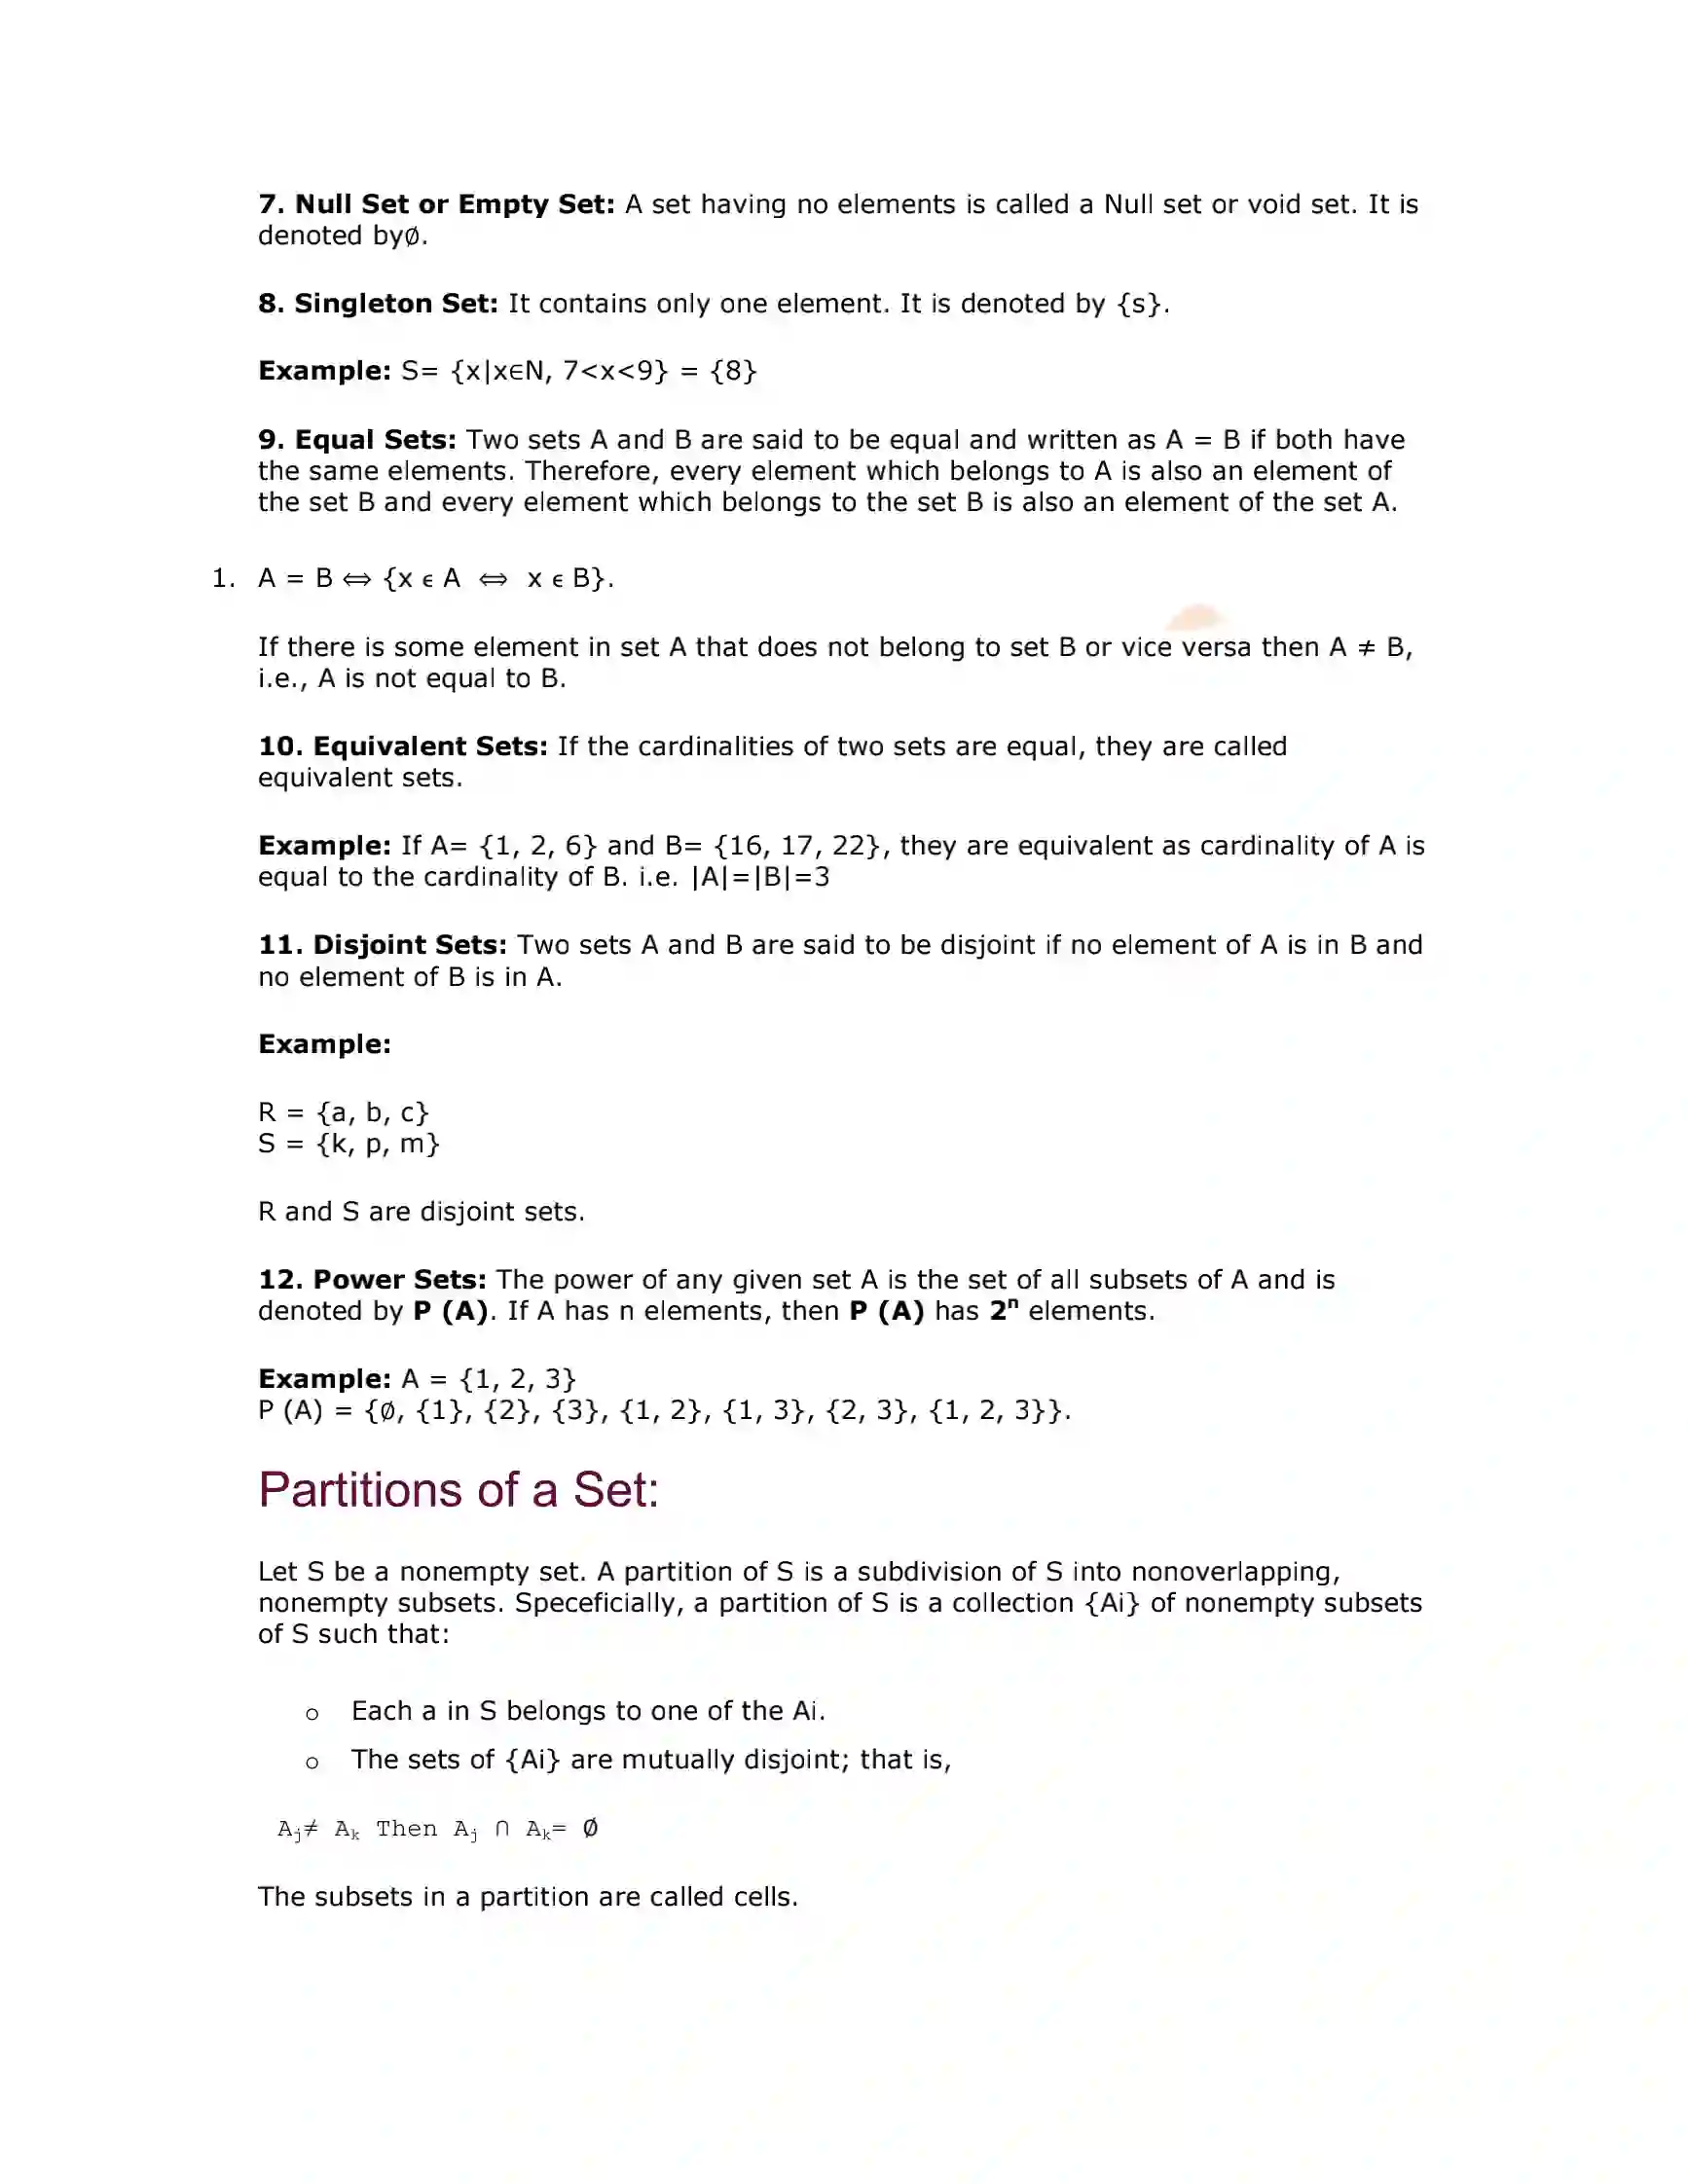 7. Null Set or Empty Set: A set having no elements is called a Null set or void set. It is
denoted by∅.
8. Singleton Set: It contains only one element. It is denoted by {s}.
Example: S= {x|x∈N, 7<x<9} = {8}
9. Equal Sets: Two sets A and B are said to be equal and written as A = B if both have
the same elements. Therefore, every element which belongs to A is also an element of
the set B and every element which belongs to the set B is also an element of the set A.
1. A = B ⇔ {x ϵ A ⇔ x ϵ B}.
If there is some element in set A that does not belong to set B or vice versa then A ≠ B,
i.e., A is not equal to B.
10. Equivalent Sets: If the cardinalities of two sets are equal, they are called
equivalent sets.
Example: If A= {1, 2, 6} and B= {16, 17, 22}, they are equivalent as cardinality of A is
equal to the cardinality of B. i.e. |A|=|B|=3
11. Disjoint Sets: Two sets A and B are said to be disjoint if no element of A is in B and
no element of B is in A.
Example:
R = {a, b, c}
S = {k, p, m}
R and S are disjoint sets.
12. Power Sets: The power of any given set A is the set of all subsets of A and is
denoted by P (A). If A has n elements, then P (A) has 2ⁿ elements.
Example: A = {1, 2, 3}
P (A) = {∅, {1}, {2}, {3}, {1, 2}, {1, 3}, {2, 3}, {1, 2, 3}}.
Partitions of a Set:
Let S be a nonempty set. A partition of S is a subdivision of S into nonoverlapping,
nonempty subsets. Speceficially, a partition of S is a collection {Ai} of nonempty subsets
of S such that:
o Each a in S belongs to one of the Ai.
o The sets of {Ai} are mutually disjoint; that is,
Aⱼ≠ Aₖ Then Aⱼ ∩ Aₖ= ∅
The subsets in a partition are called cells.